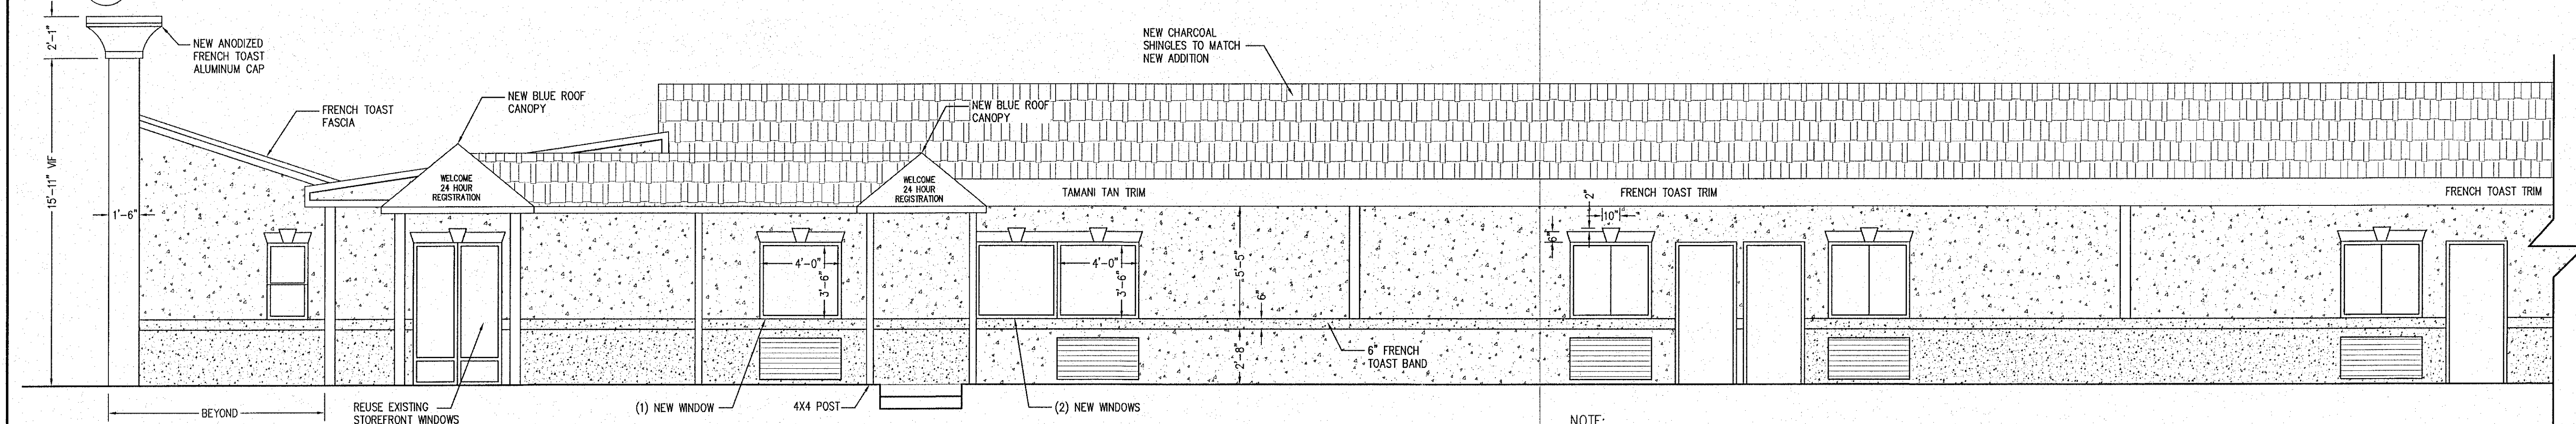 2'-1"
NEW ANODIZED
FRENCH TOAST
ALUMINUM CAP
FRENCH TOAST
FASCIA
NEW BLUE ROOF
CANOPY
NEW CHARCOAL
SHINGLES TO MATCH
NEW ADDITION
NEW BLUE ROOF
CANOPY
15'-11" VIF
1'-6"
WELCOME
24 HOUR
REGISTRATION
WELCOME
24 HOUR
REGISTRATION
TAMANI TAN TRIM
FRENCH TOAST TRIM
FRENCH TOAST TRIM
2"
10"
6"
4'-0"
3'-6"
4'-0"
3'-6"
5'-5"
6"
2'-8"
6" FRENCH
TOAST BAND
BEYOND
REUSE EXISTING
STOREFRONT WINDOWS
(1) NEW WINDOW
4X4 POST
(2) NEW WINDOWS
NOTE: